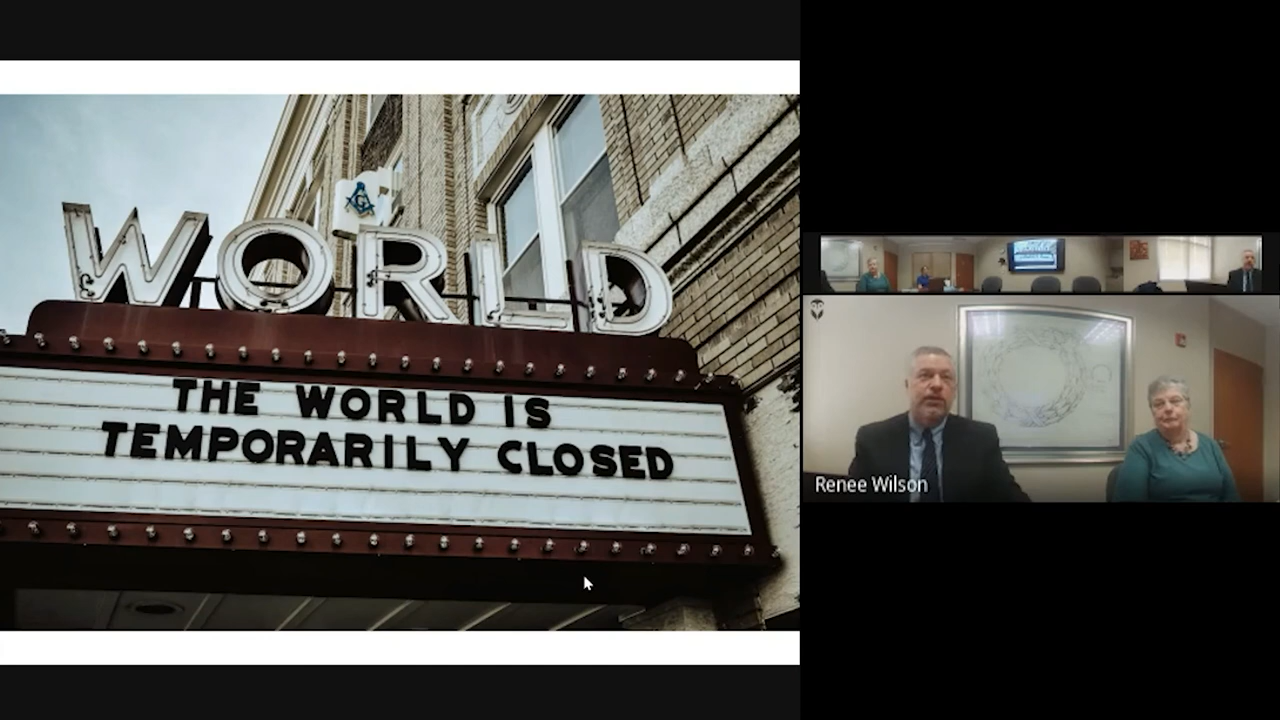 WORLD
THE WORLD IS
TEMPORARILY CLOSED
G
Renee Wilson